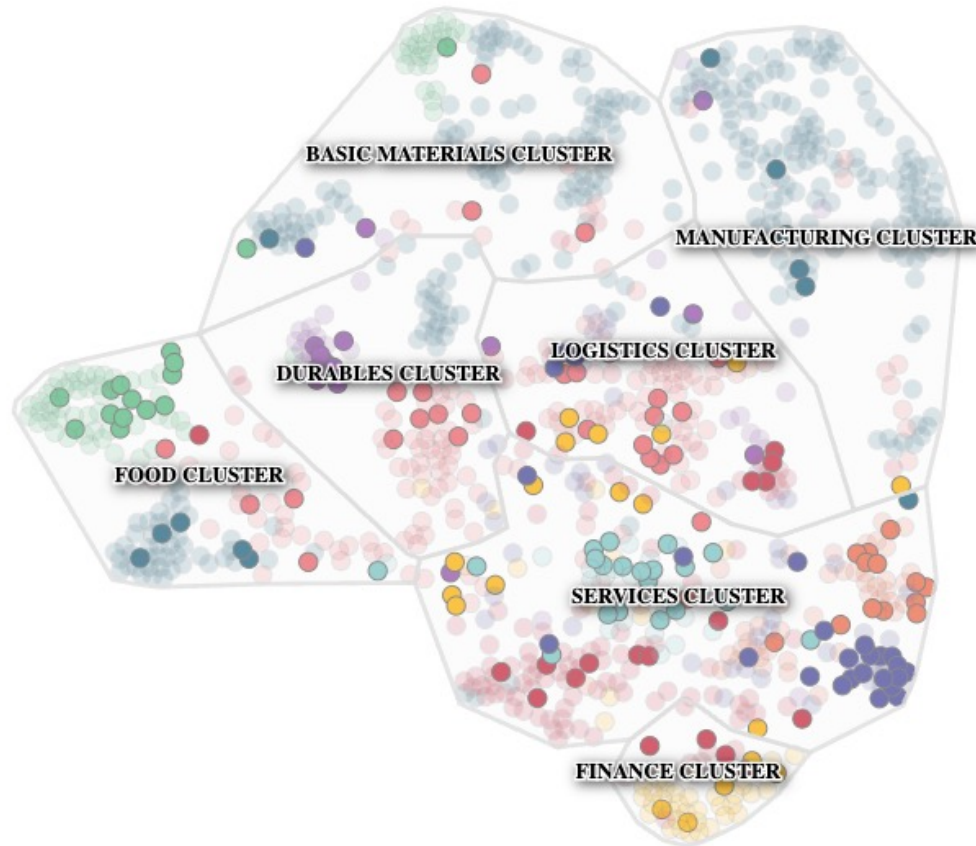 BASIC MATERIALS CLUSTER
MANUFACTURING CLUSTER
LOGISTICS CLUSTER
DURABLES CLUSTER
FOOD CLUSTER
SERVICES CLUSTER
FINANCE CLUSTER